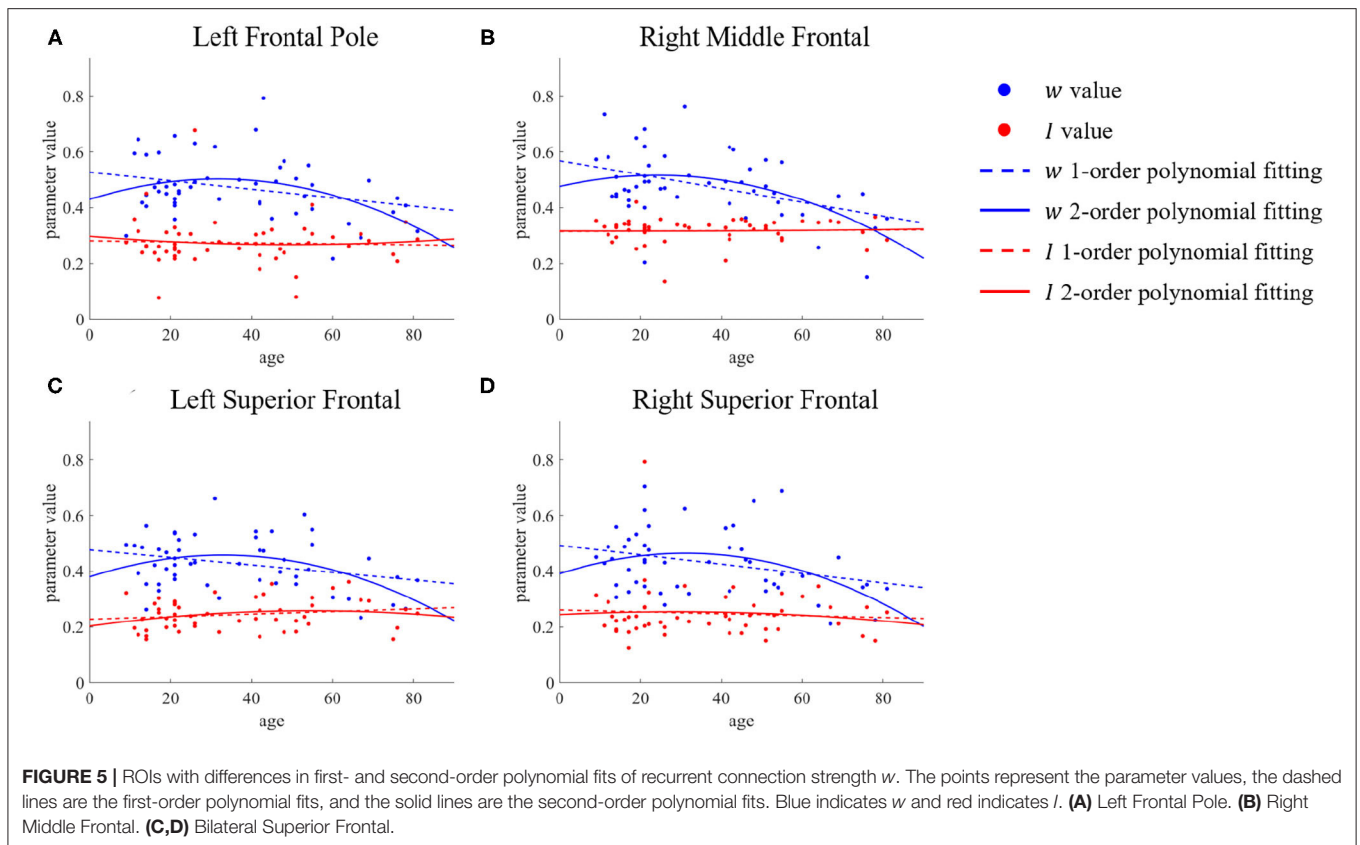 A
Left Frontal Pole
0.8
0.6
0.4
0.2
0
parameter value
0 20 40 60 80
age
B
Right Middle Frontal
0.8
0.6
0.4
0.2
0
parameter value
0 20 40 60 80
age
w value
I value
w 1-order polynomial fitting
w 2-order polynomial fitting
I 1-order polynomial fitting
I 2-order polynomial fitting
C
Left Superior Frontal
0.8
0.6
0.4
0.2
0
parameter value
0 20 40 60 80
age
D
Right Superior Frontal
0.8
0.6
0.4
0.2
0
parameter value
0 20 40 60 80
age
FIGURE 5 | ROIs with differences in first- and second-order polynomial fits of recurrent connection strength w. The points represent the parameter values, the dashed
lines are the first-order polynomial fits, and the solid lines are the second-order polynomial fits. Blue indicates w and red indicates I. (A) Left Frontal Pole. (B) Right
Middle Frontal. (C,D) Bilateral Superior Frontal.